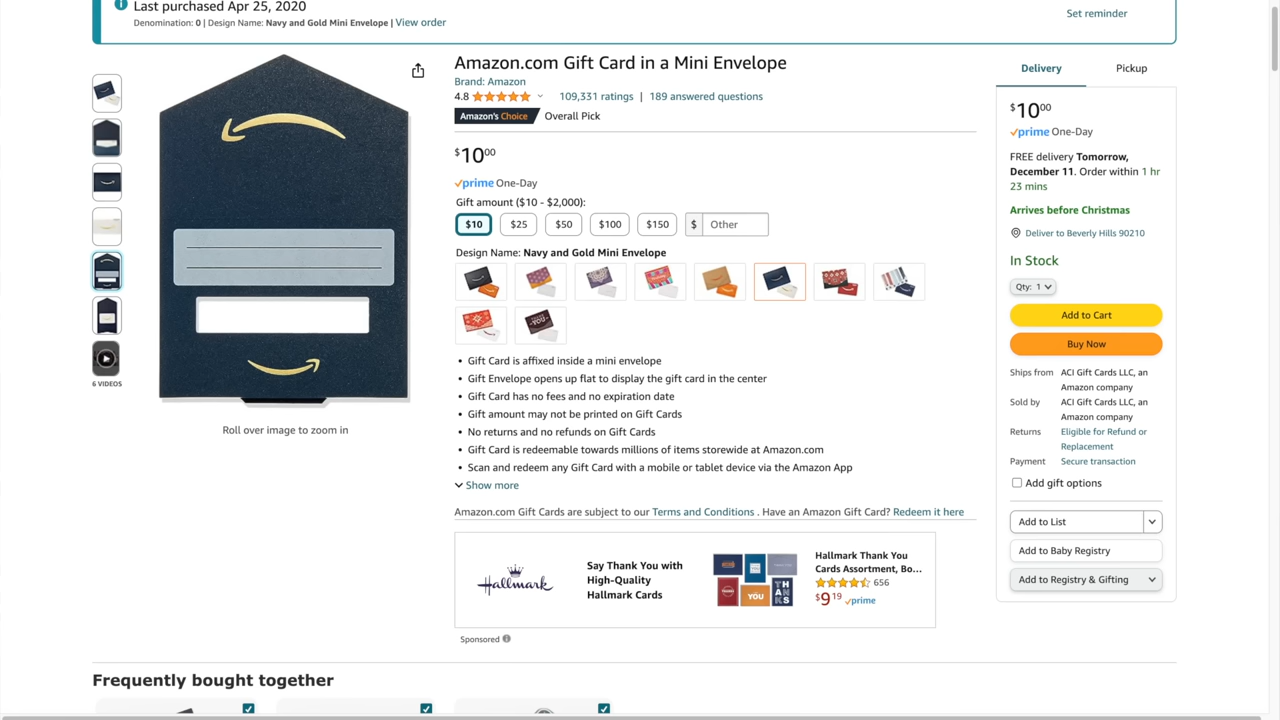 Last purchased Apr 25, 2020
Denomination: 0 | Design Name: Navy and Gold Mini Envelope | View order
Set reminder
6 VIDEOS
Roll over image to zoom in
Amazon.com Gift Card in a Mini Envelope
Brand: Amazon
4.8 109,331 ratings | 189 answered questions
Amazon's Choice Overall Pick
$1000
prime One-Day
Gift amount ($10 - $2,000):
$10 $25 $50 $100 $150 $ Other
Design Name: Navy and Gold Mini Envelope
• Gift Card is affixed inside a mini envelope
• Gift Envelope opens up flat to display the gift card in the center
• Gift Card has no fees and no expiration date
• Gift amount may not be printed on Gift Cards
• No returns and no refunds on Gift Cards
• Gift Card is redeemable towards millions of items storewide at Amazon.com
• Scan and redeem any Gift Card with a mobile or tablet device via the Amazon App
Show more
Amazon.com Gift Cards are subject to our Terms and Conditions . Have an Amazon Gift Card? Redeem it here
Hallmark
Say Thank You with
High-Quality
Hallmark Cards
YOU
Hallmark Thank You
Cards Assortment, Bo...
656
$9 19 prime
Sponsored
Delivery Pickup
$10 00
prime One-Day
FREE delivery Tomorrow,
December 11. Order within 1 hr
23 mins
Arrives before Christmas
Deliver to Beverly Hills 90210
In Stock
Qty: 1
Add to Cart
Buy Now
Ships from ACI Gift Cards LLC, an
Amazon company
Sold by ACI Gift Cards LLC, an
Amazon company
Returns Eligible for Refund or
Replacement
Payment Secure transaction
Add gift options
Add to List
Add to Baby Registry
Add to Registry & Gifting
Frequently bought together